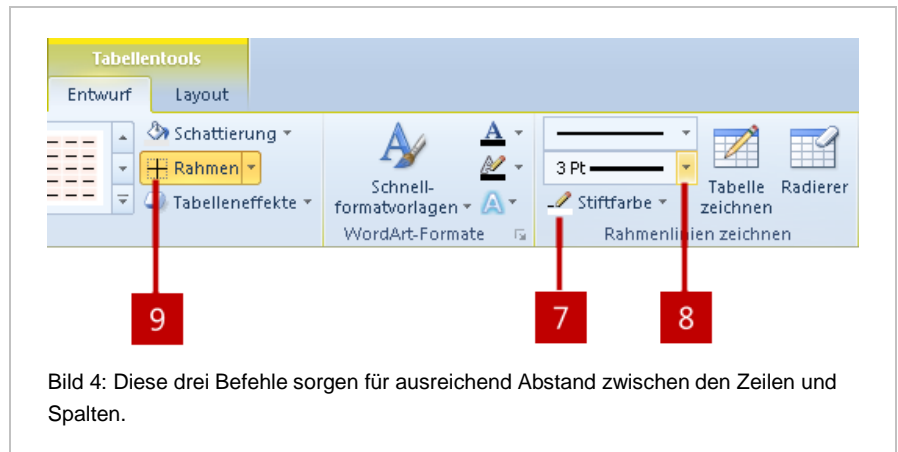 Tabellentools
Entwurf Layout
Schattierung
Rahmen
Tabelleneffekte
Schnell-
formatvorlagen
A
A
A
WordArt-Formate
3 Pt
Stiftfarbe
Tabelle
zeichnen
Radierer
Rahmenlinien zeichnen
9 7 8
Bild 4: Diese drei Befehle sorgen für ausreichend Abstand zwischen den Zeilen und
Spalten.